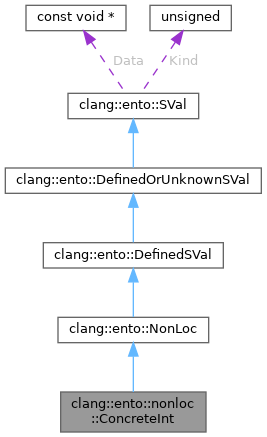 const void *
unsigned
Data
Kind
clang::ento::SVal
clang::ento::DefinedOrUnknownSVal
clang::ento::DefinedSVal
clang::ento::NonLoc
clang::ento::nonloc
::ConcreteInt